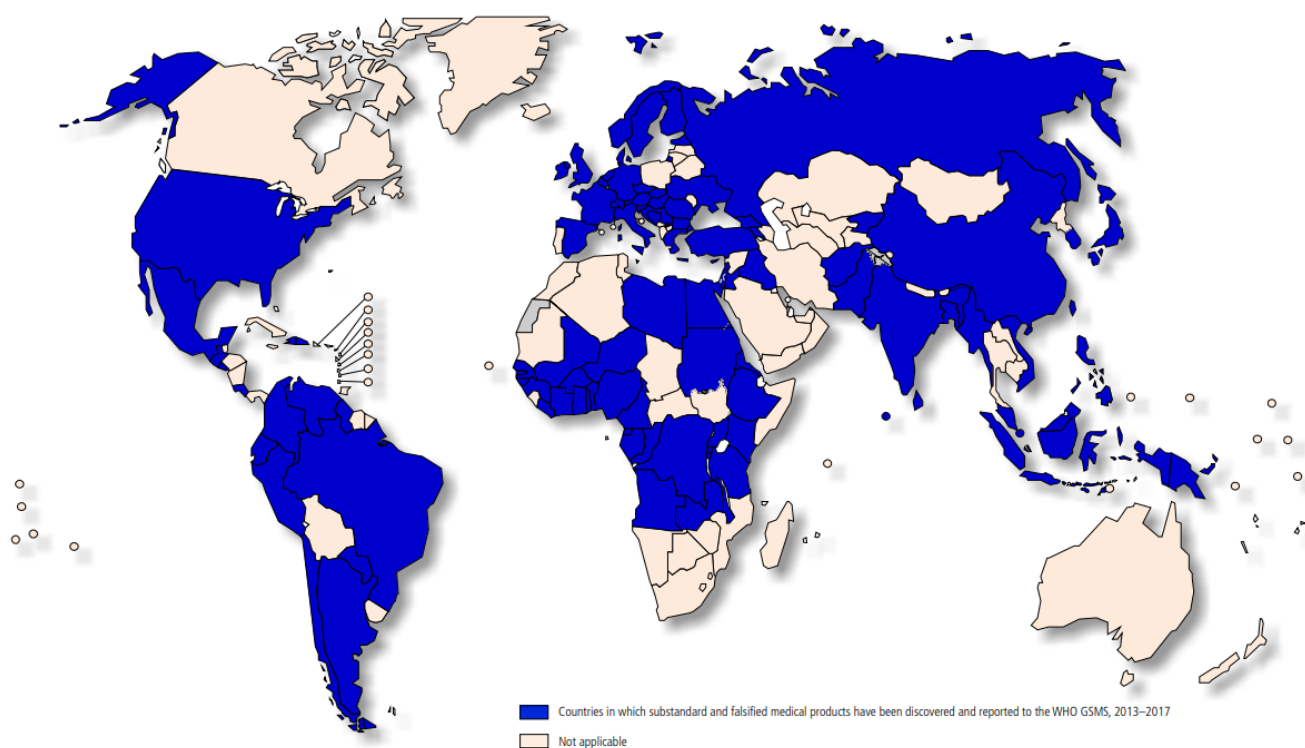 Countries in which substandard and falsified medical products have been discovered and reported to the WHO GSMS, 2013–2017
Not applicable